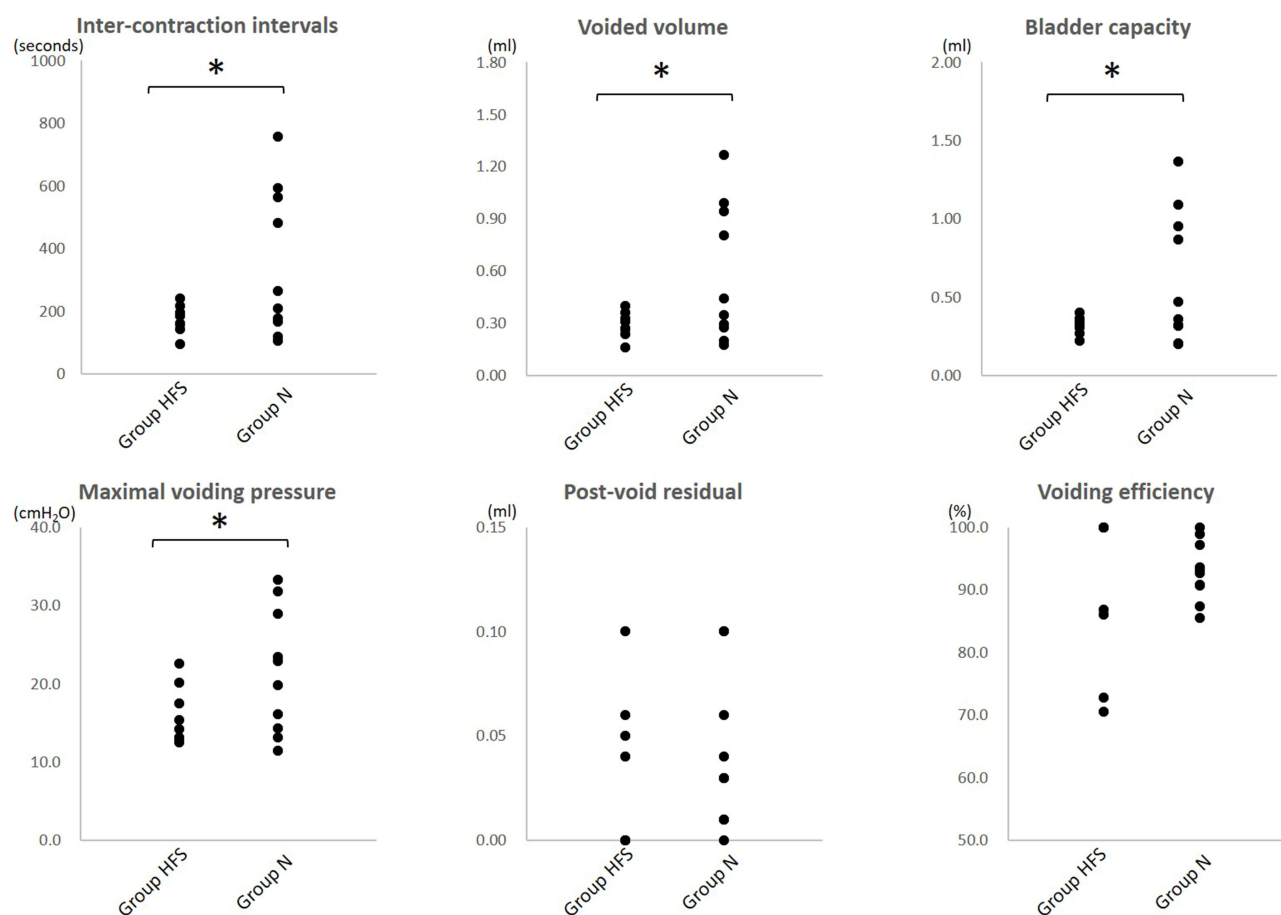 Inter-contraction intervals
(seconds)
*
1000
800
600
400
200
0
Group HFS
Group N
Voided volume
(ml)
*
1.80
1.50
1.20
0.90
0.60
0.30
0.00
Group HFS
Group N
Bladder capacity
(ml)
*
2.00
1.50
1.00
0.50
0.00
Group HFS
Group N
Maximal voiding pressure
(cmH₂O)
*
40.0
30.0
20.0
10.0
0.0
Group HFS
Group N
Post-void residual
(ml)
0.15
0.10
0.05
0.00
Group HFS
Group N
Voiding efficiency
(%)
100.0
90.0
80.0
70.0
60.0
50.0
Group HFS
Group N